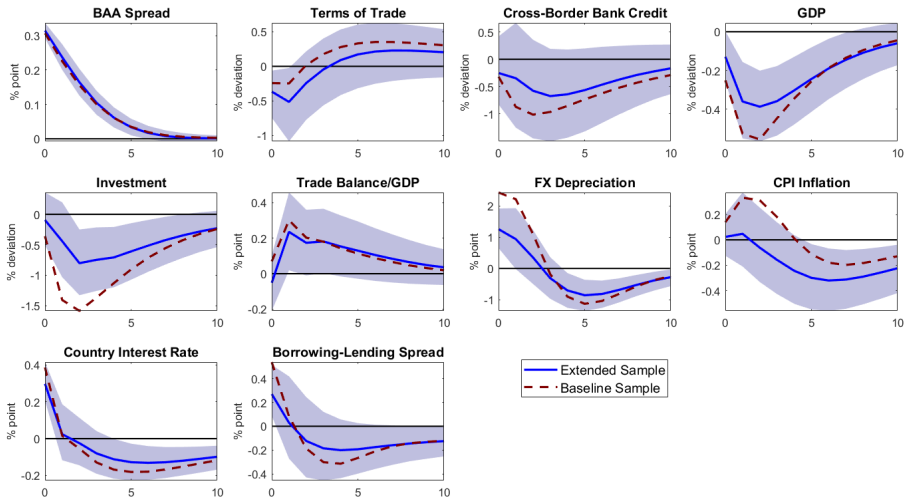 BAA Spread
% point
0.3
0.2
0.1
0
0 5 10
Terms of Trade
% deviation
0.5
0
-0.5
-1
0 5 10
Cross-Border Bank Credit
% deviation
0.5
0
-0.5
-1
0 5 10
GDP
% deviation
0
-0.2
-0.4
0 5 10
Investment
% deviation
0
-0.5
-1
-1.5
0 5 10
Trade Balance/GDP
% point
0.4
0.2
0
-0.2
0 5 10
FX Depreciation
% point
2
1
0
-1
0 5 10
CPI Inflation
% point
0.2
0
-0.2
-0.4
0 5 10
Country Interest Rate
% point
0.4
0.2
0
-0.2
0 5 10
Borrowing-Lending Spread
% point
0.4
0.2
0
-0.2
-0.4
0 5 10
Extended Sample
Baseline Sample